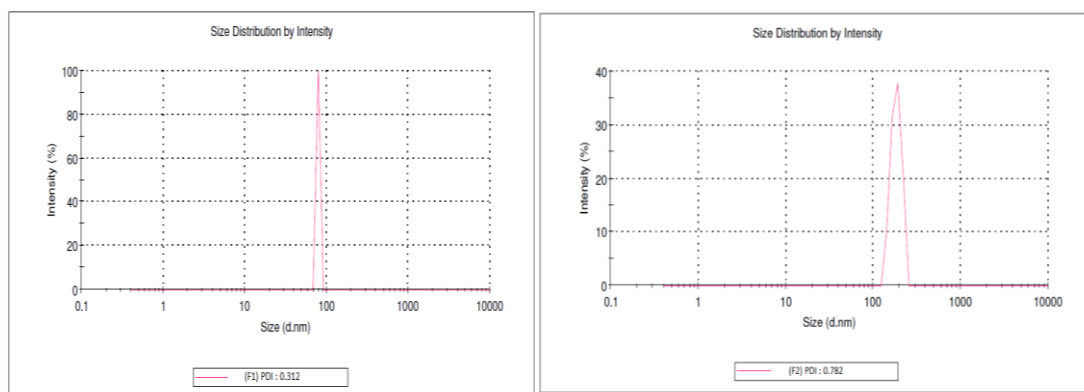 Size Distribution by Intensity
100
80
60
40
20
0
Intensity (%)
0.1 1 10 100 1000 10000
Size (d.nm)
(F1) PDI : 0.312
Size Distribution by Intensity
40
30
20
10
0
Intensity (%)
0.1 1 10 100 1000 10000
Size (d.nm)
(F2) PDI : 0.782